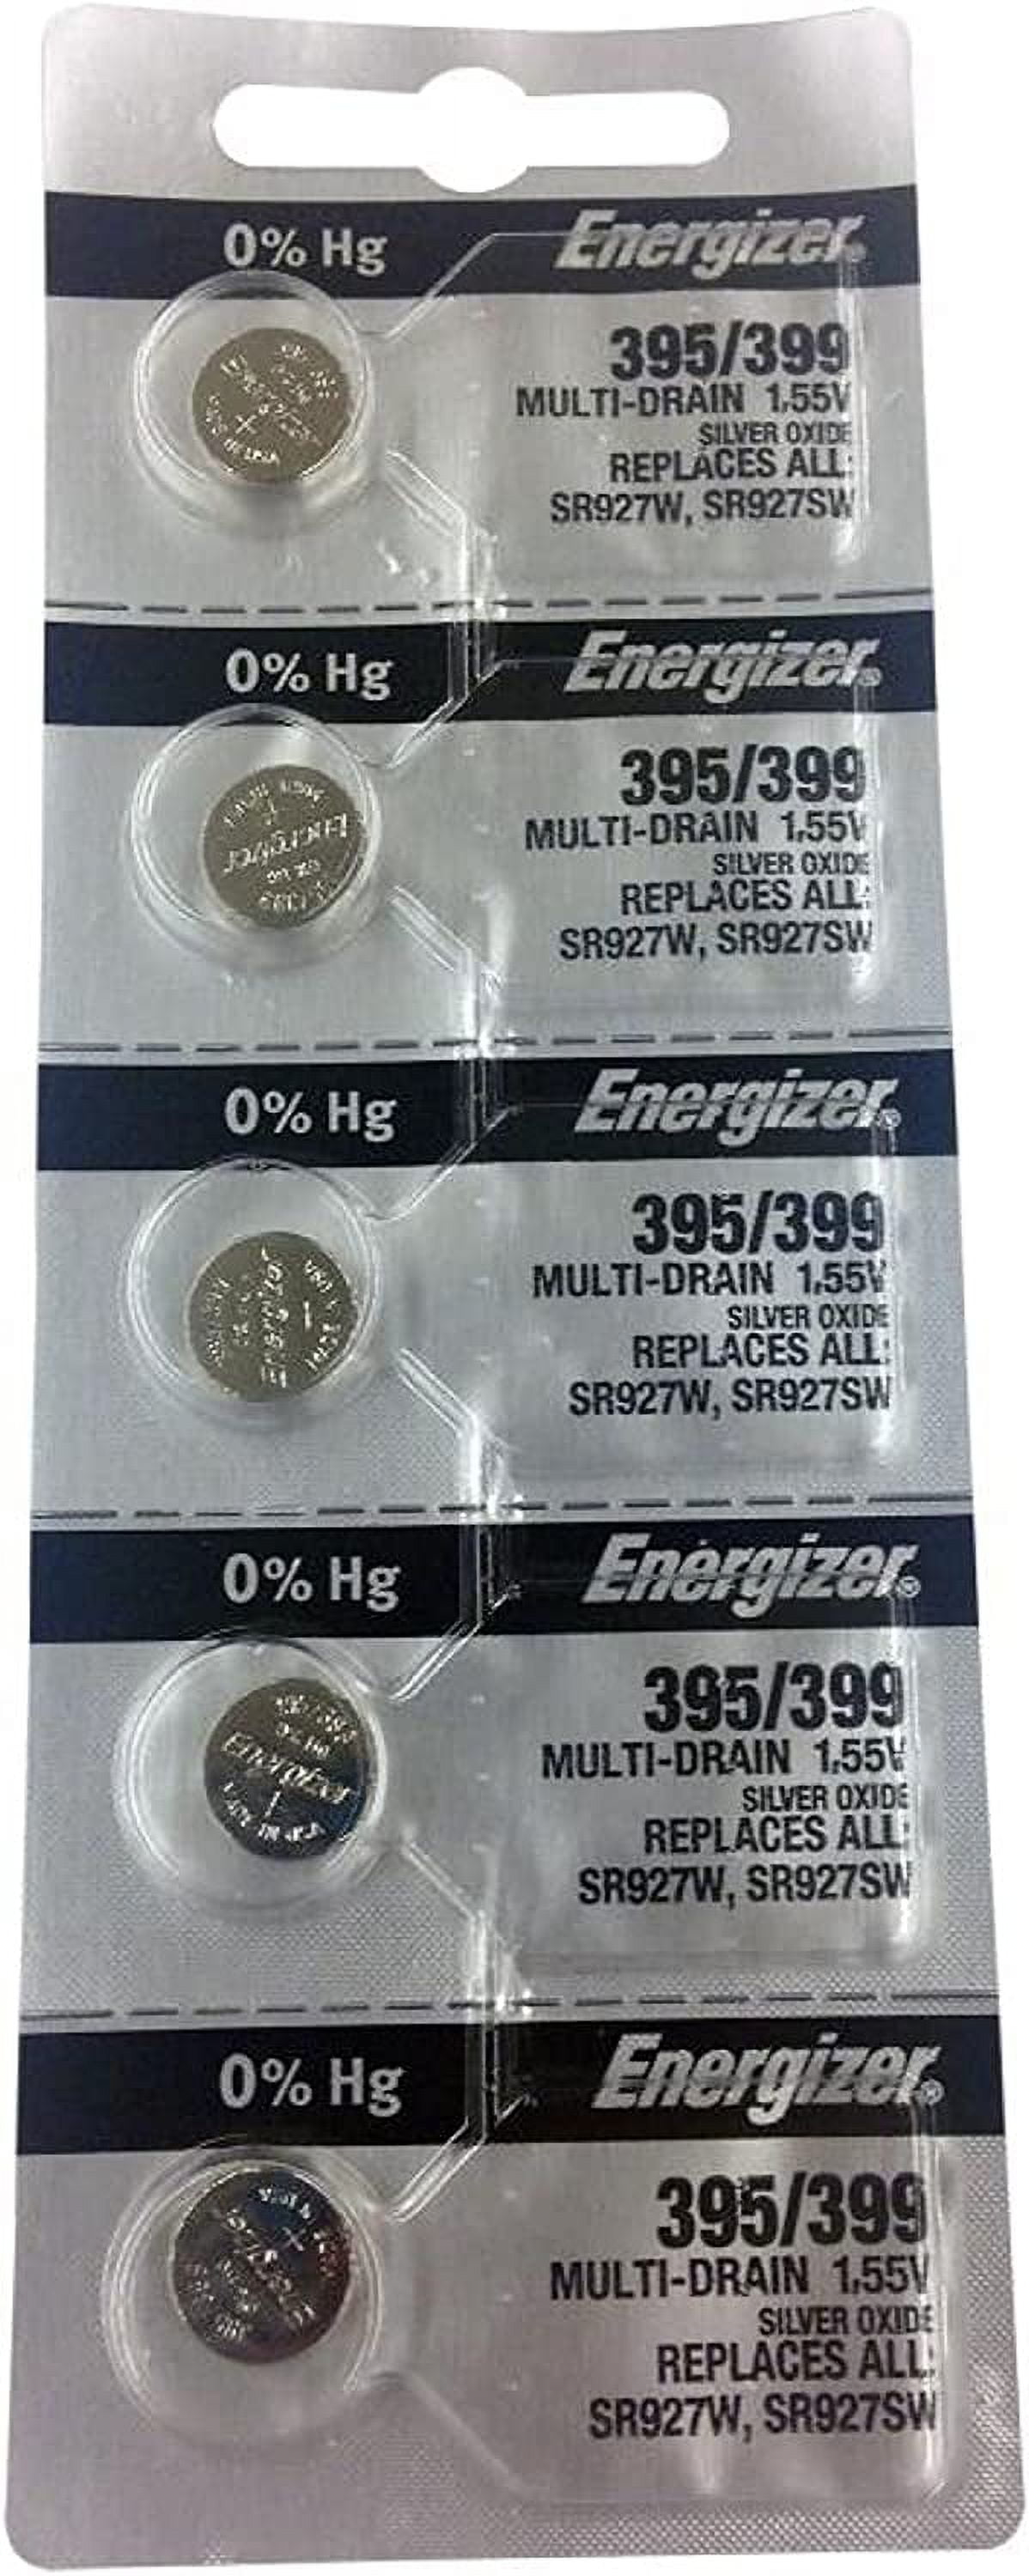 0% Hg Energizer®
395/399
MULTI-DRAIN 1.55V
SILVER OXIDE
REPLACES ALL:
SR927W, SR927SW
0% Hg Energizer®
395/399
MULTI-DRAIN 1.55V
SILVER OXIDE
REPLACES ALL:
SR927W, SR927SW
0% Hg Energizer®
395/399
MULTI-DRAIN 1.55V
SILVER OXIDE
REPLACES ALL:
SR927W, SR927SW
0% Hg Energizer®
Energizer
395/399
MULTI-DRAIN 1.55V
SILVER OXIDE
REPLACES ALL:
SR927W, SR927SW
0% Hg Energizer®
395/399
MULTI-DRAIN 1.55V
SILVER OXIDE
REPLACES ALL:
SR927W, SR927SW